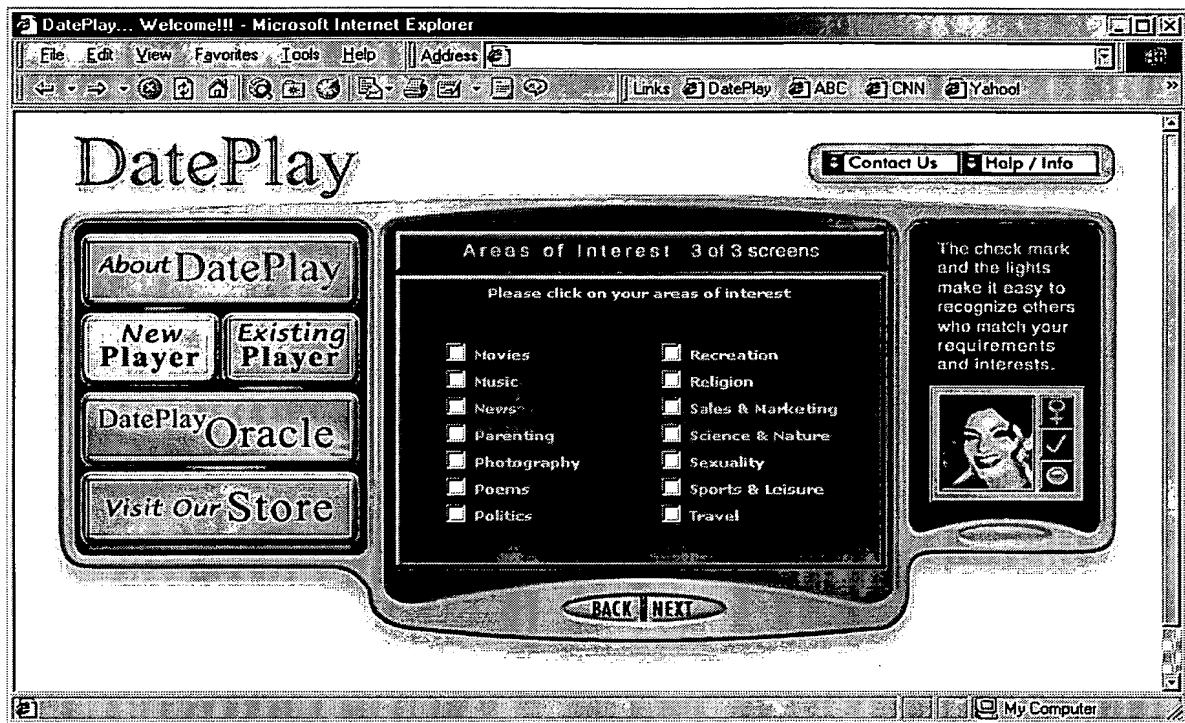 DatePlay... Welcome!!! - Microsoft Internet Explorer
File Edit View Favorites Tools Help Address
Links DatePlay ABC CNN Yahoo! »
DatePlay
Contact Us Help / Info
About DatePlay
New Player
Existing Player
DatePlay Oracle
Visit Our Store
Areas of Interest 3 of 3 screens
Please click on your areas of interest
Movies
Music
News
Parenting
Photography
Poems
Politics
Recreation
Religion
Sales & Marketing
Science & Nature
Sexuality
Sports & Leisure
Travel
BACK NEXT
The check mark
and the lights
make it easy to
recognize others
who match your
requirements
and interests.
My Computer